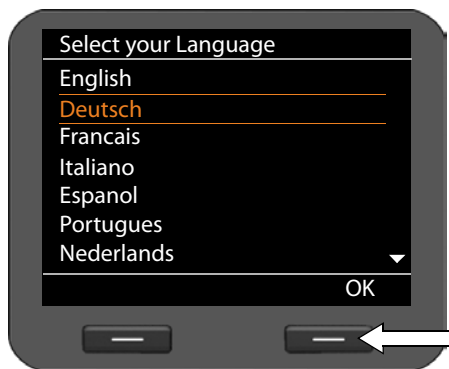 Select your Language
English
Deutsch
Francais
Italiano
Espanol
Portugues
Nederlands
OK